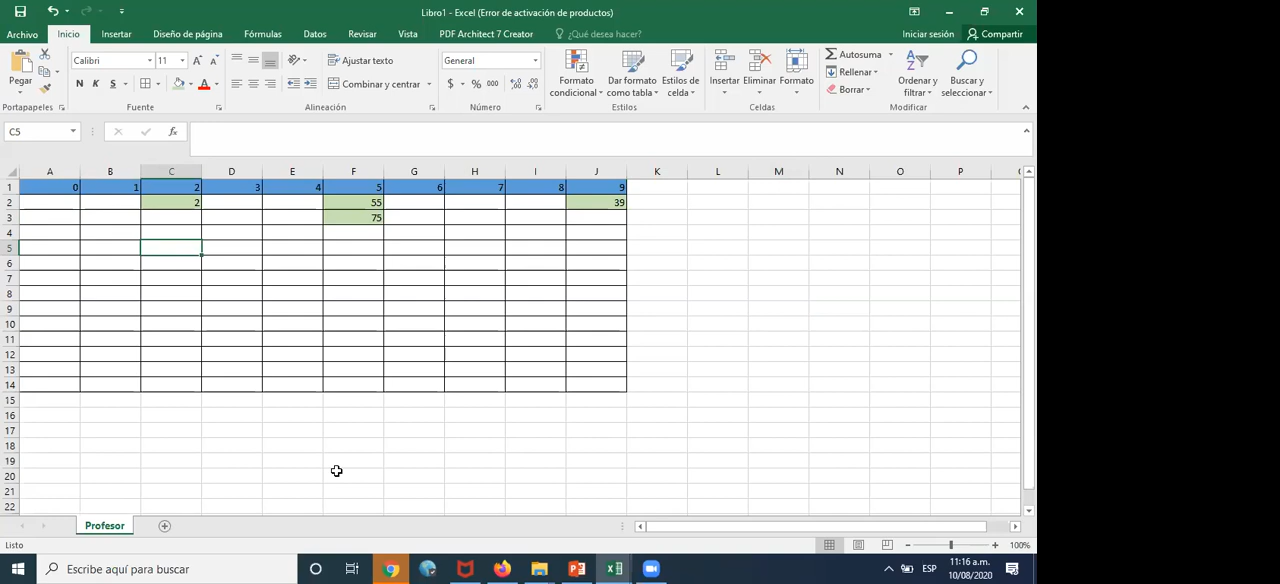 Libro1 - Excel (Error de activación de productos)
Archivo Inicio Insertar Diseño de página Fórmulas Datos Revisar Vista PDF Architect 7 Creator ¿Qué desea hacer? Iniciar sesión Compartir
Pegar
Calibri 11
N K S
Ajustar texto
Combinar y centrar
General
$ % 000
Formato condicional
Dar formato como tabla
Estilos de celda
Insertar
Eliminar
Formato
Autosuma
Rellenar
Borrar
Ordenar y filtrar
Buscar y seleccionar
Portapapeles Fuente Alineación Número Estilos Celdas Modificar
C5 fx
A B C D E F G H I J K L M N O P
1 0 1 2 3 4 5 6 7 8 9
2 2 55 39
3 75
4
5
6
7
8
9
10
11
12
13
14
15
16
17
18
19
20
21
22
Profesor
Listo 100%
Escribe aquí para buscar ESP 11:16 a.m.
10/08/2020